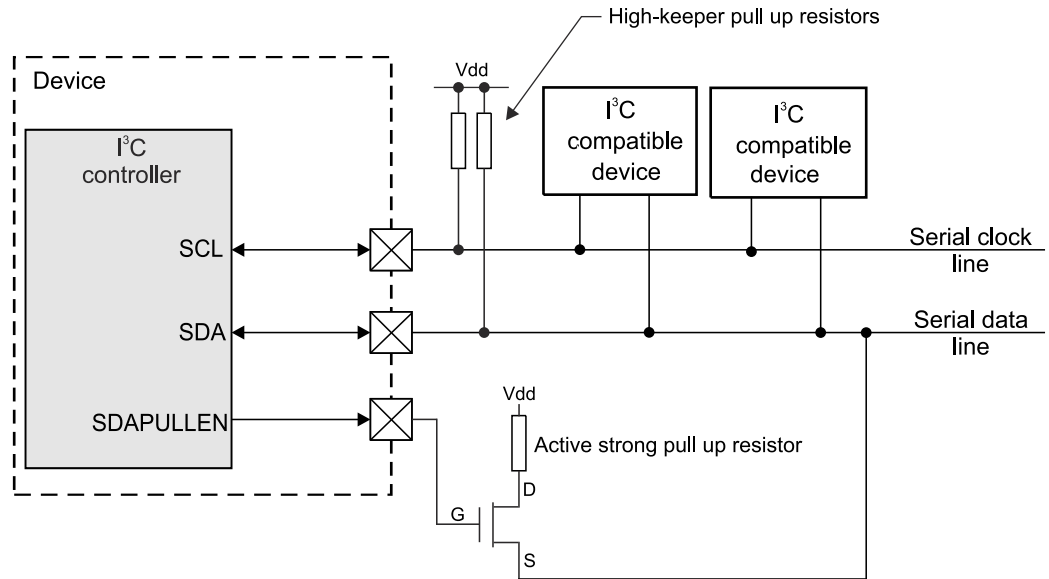 High-keeper pull up resistors
Device
Vdd
I³C
controller
I³C
compatible
device
I³C
compatible
device
SCL
Serial clock
line
SDA
Serial data
line
SDAPULLEN
Vdd
Active strong pull up resistor
D
G
S